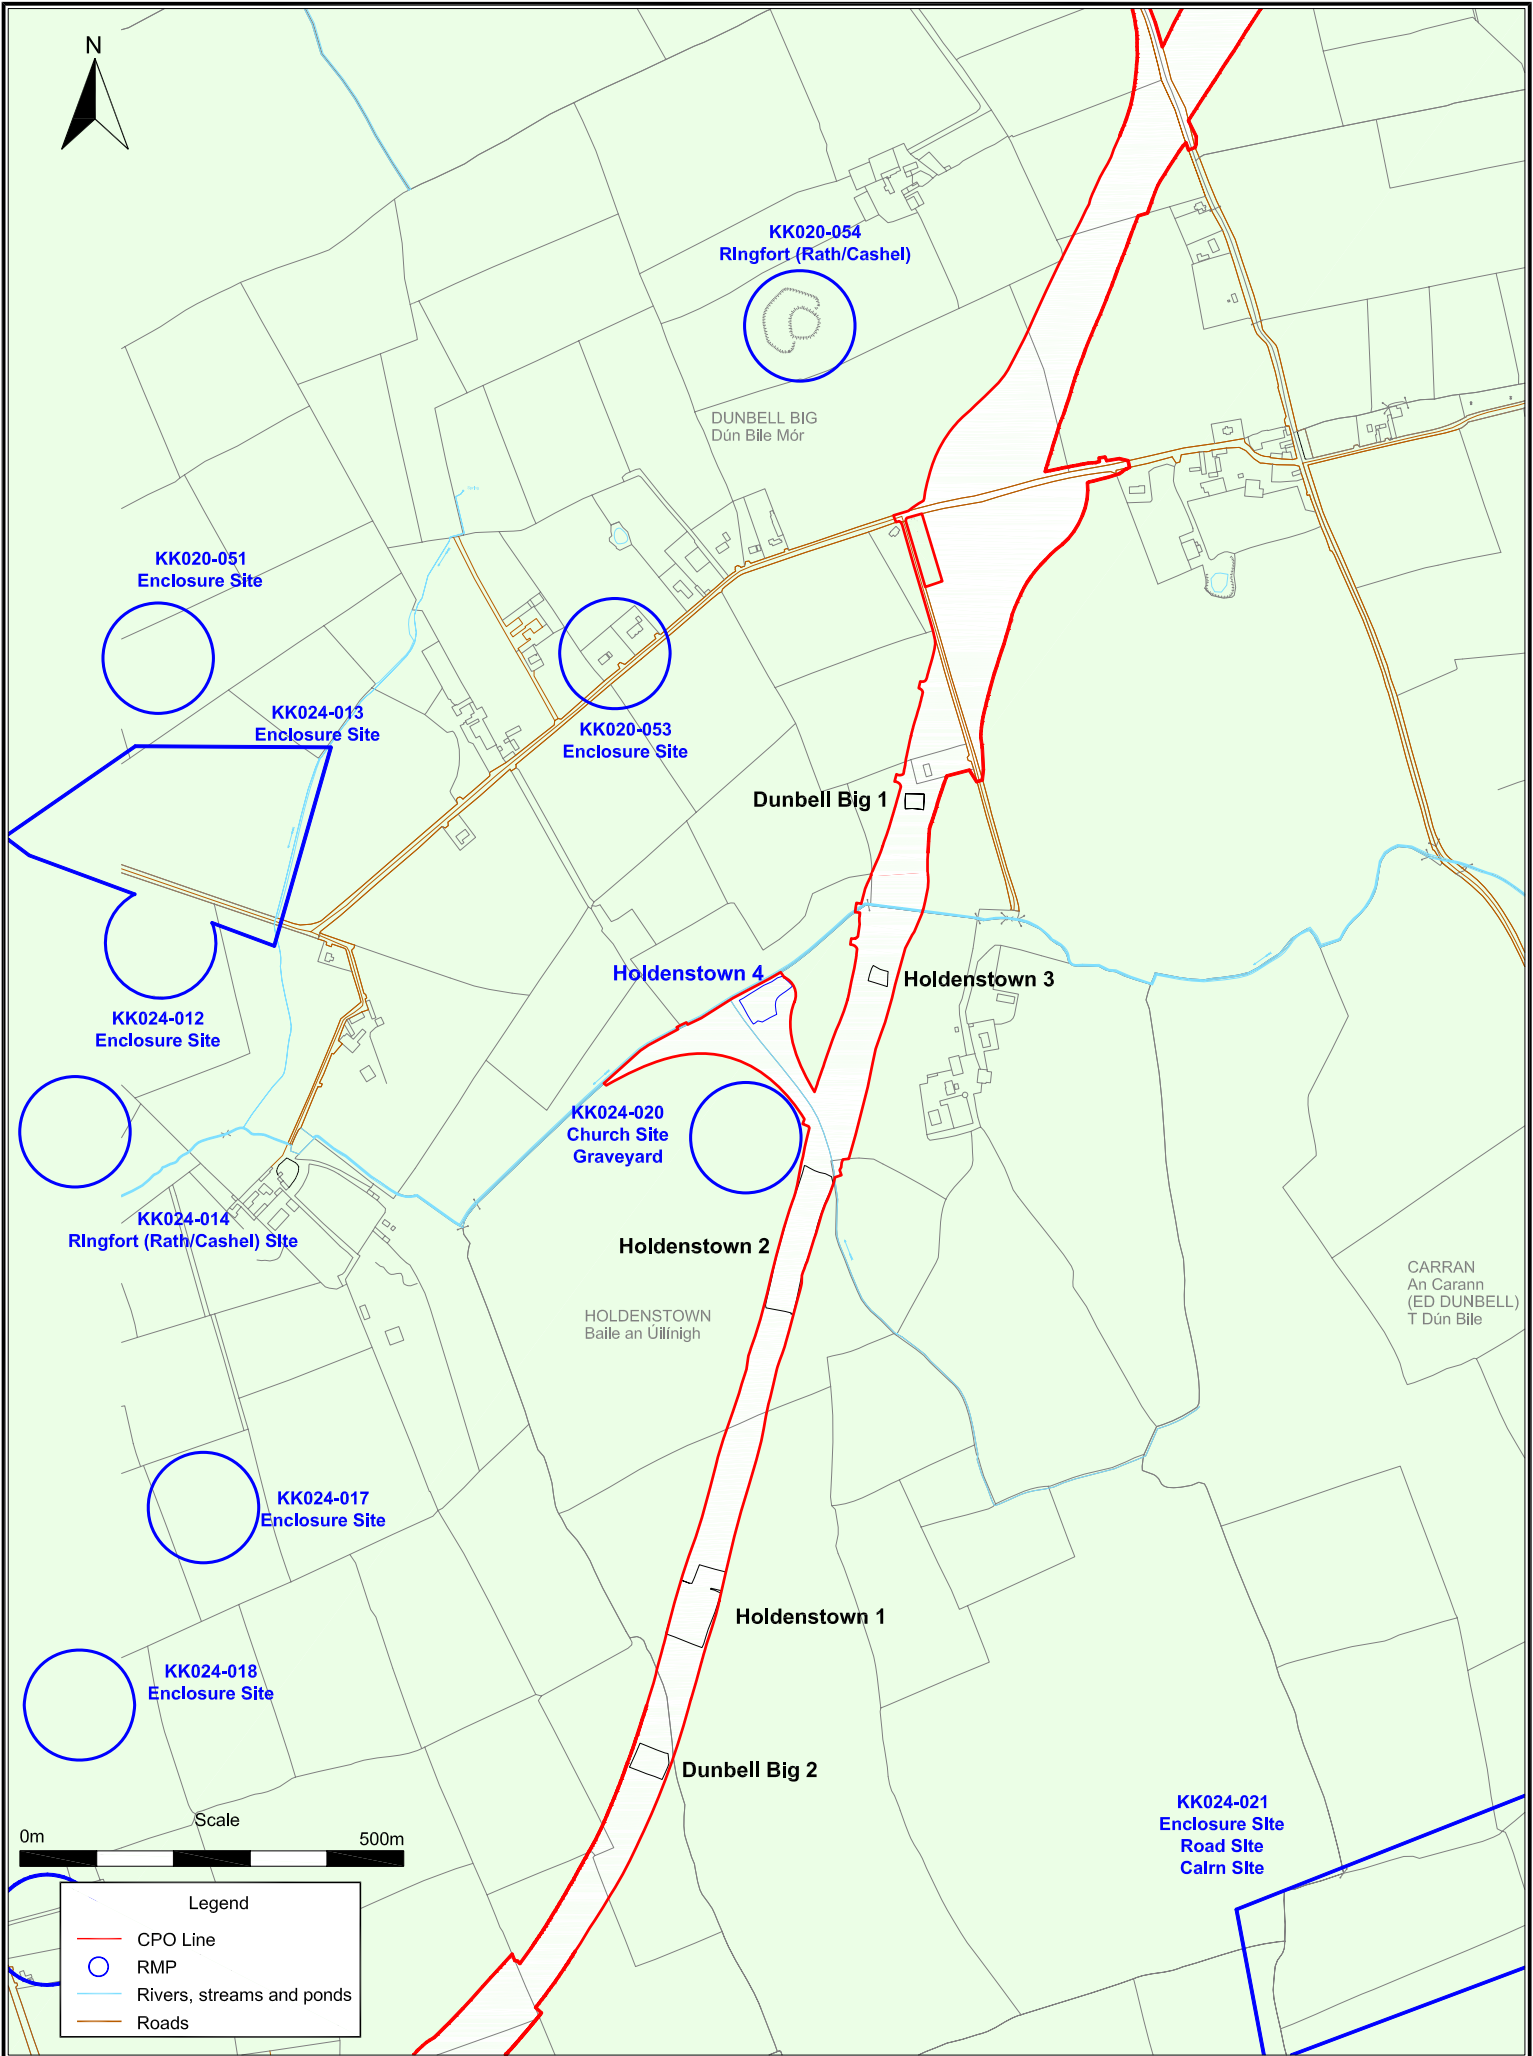 N
KK020-054
RIngfort (Rath/Cashel)
DUNBELL BIG
Dún Bile Mór
KK020-051
Enclosure Site
KK024-013
Enclosure Site
KK020-053
Enclosure Site
Dunbell Big 1
Holdenstown 4
Holdenstown 3
KK024-012
Enclosure Site
KK024-020
Church Site
Graveyard
KK024-014
RIngfort (Rath/Cashel) SIte
Holdenstown 2
HOLDENSTOWN
Baile an Úilínigh
CARRAN
An Carann
(ED DUNBELL)
T Dún Bile
KK024-017
Enclosure Site
Holdenstown 1
KK024-018
Enclosure Site
Dunbell Big 2
KK024-021
Enclosure SIte
Road SIte
CaIrn SIte
Scale
0m
500m
Legend
CPO Line
RMP
Rivers, streams and ponds
Roads